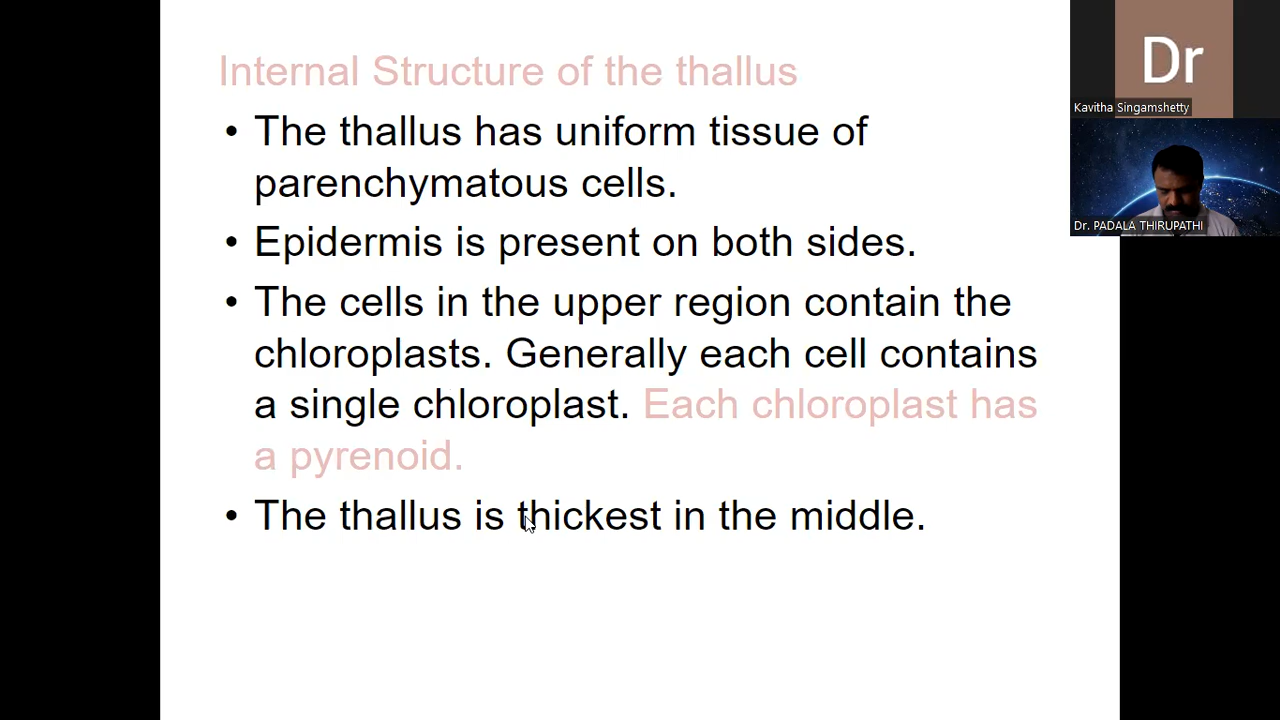 Internal Structure of the thallus
• The thallus has uniform tissue of
parenchymatous cells.
• Epidermis is present on both sides.
• The cells in the upper region contain the
chloroplasts. Generally each cell contains
a single chloroplast. Each chloroplast has
a pyrenoid.
• The thallus is thickest in the middle.
Dr
Kavitha Singamshetty
Dr. PADALA THIRUPATHI